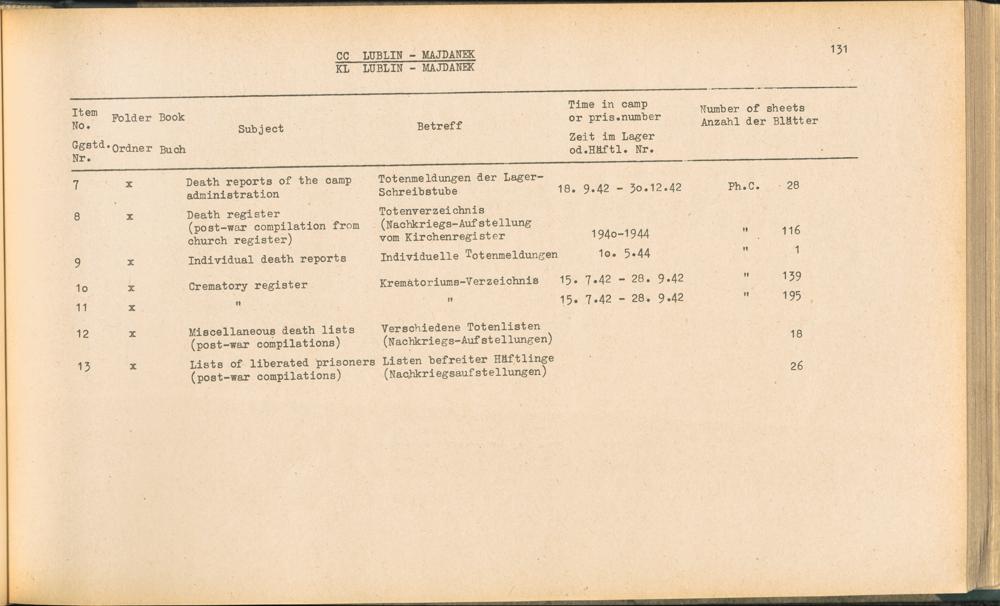 131
CC LUBLIN - MAJDANEK
KL LUBLIN - MAJDANEK
Item No. Folder Book Subject Betreff Time in camp or pris.number Number of sheets
Ggstd. Nr. Ordner Buch Zeit im Lager od.Häftl. Nr. Anzahl der Blätter
7 x Death reports of the camp Totenmeldungen der Lager- 18. 9.42 - 3o.12.42 Ph.C. 28
administration Schreibstube
8 x Death register Totenverzeichnis
(post-war compilation from (Nachkriegs-Aufstellung
church register) vom Kirchenregister 194o-1944 " 116
9 x Individual death reports Individuelle Totenmeldungen 1o. 5.44 " 1
1o x Crematory register Krematoriums-Verzeichnis 15. 7.42 - 28. 9.42 " 139
11 x " " 15. 7.42 - 28. 9.42 " 195
12 x Miscellaneous death lists Verschiedene Totenlisten 18
(post-war compilations) (Nachkriegs-Aufstellungen)
13 x Lists of liberated prisoners Listen befreiter Häftlinge 26
(post-war compilations) (Nachkriegsaufstellungen)